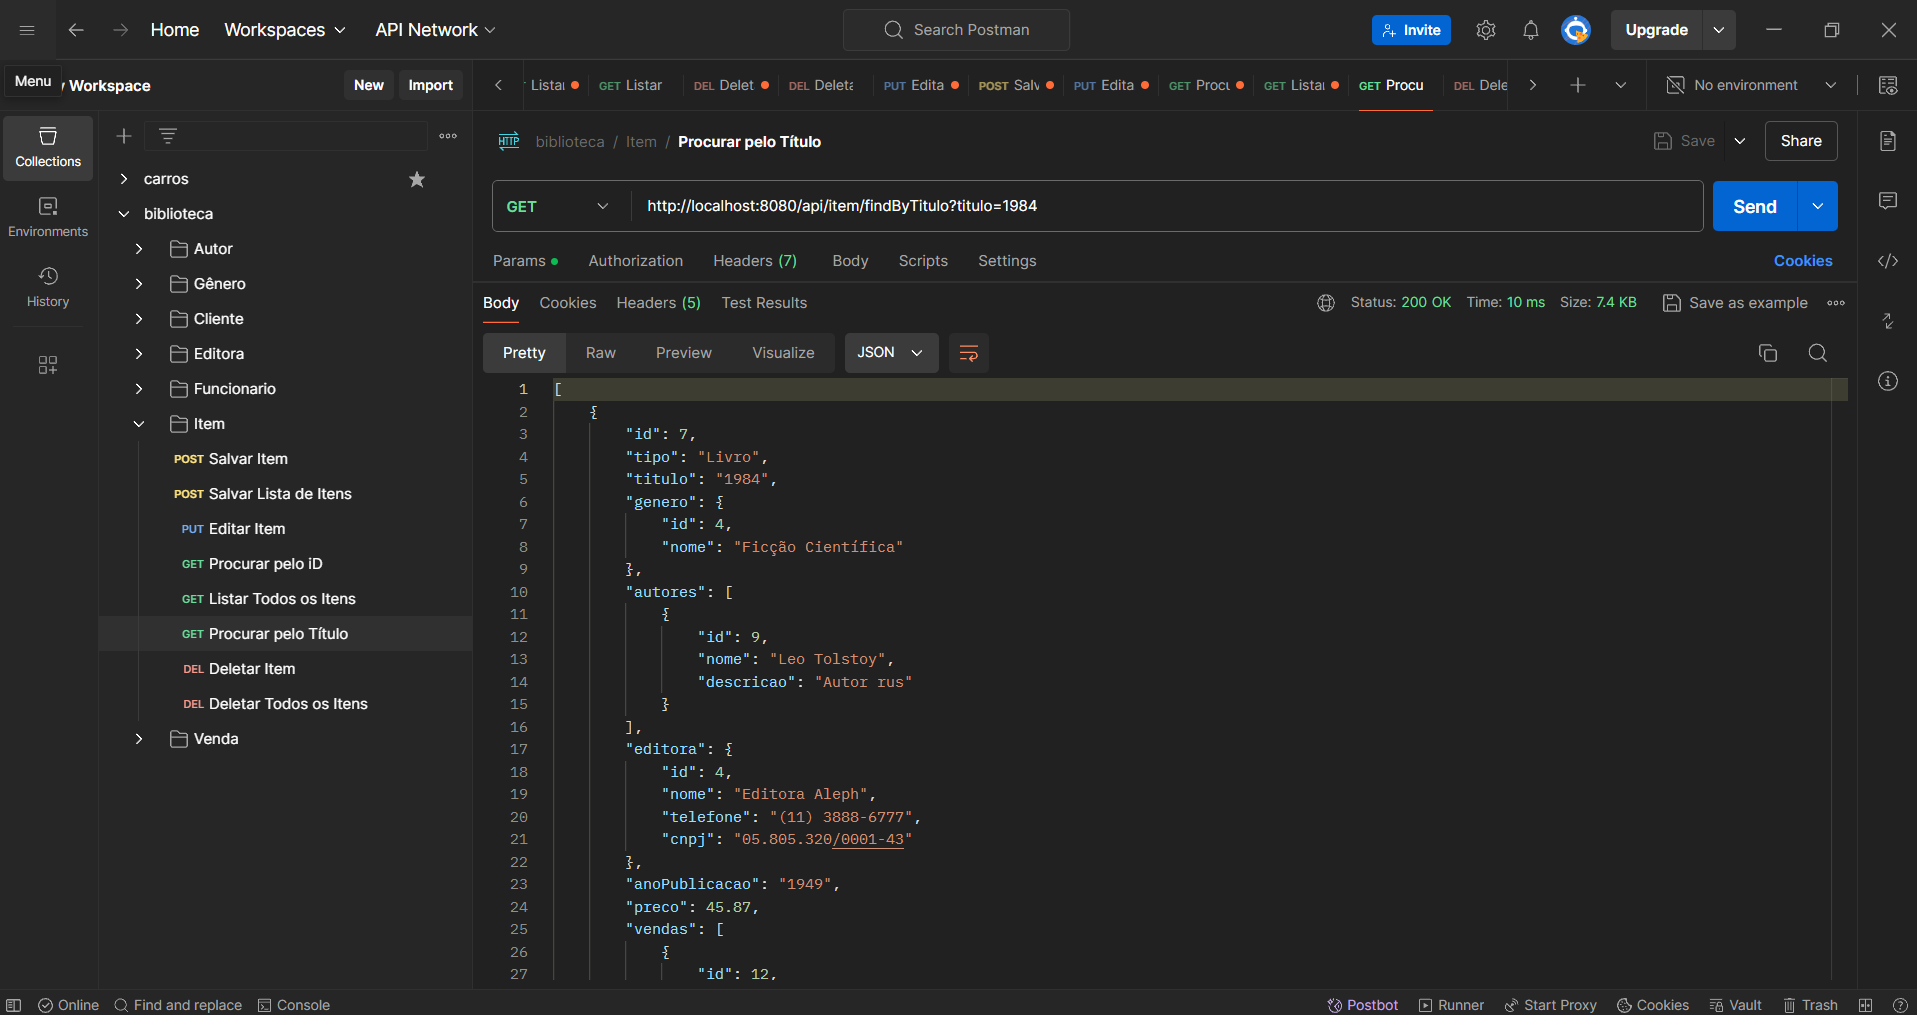 Home Workspaces API Network Search Postman Invite Upgrade
Menu Workspace New Import
GET Listar DEL Delet DEL PUT Edita POST Salv PUT Edita GET GET GET Procu DEL Dele No environment
Collections
Environments
History
carros
biblioteca
Autor
Gênero
Cliente
Editora
Funcionario
Item
POST Salvar Item
POST Salvar Lista de Itens
PUT Editar Item
GET Procurar pelo iD
GET Listar Todos os Itens
GET Procurar pelo Título
DEL Deletar Item
DEL Deletar Todos os Itens
Venda
HTTP biblioteca / Item / Procurar pelo Título Save Share
GET http://localhost:8080/api/item/findByTitulo?titulo=1984 Send
Params Authorization Headers (7) Body Scripts Settings Cookies
Body Cookies Headers (5) Test Results Status: 200 OK Time: 10 ms Size: 7.4 KB Save as example
Pretty Raw Preview Visualize JSON
1 [
2 {
3 "id": 7,
4 "tipo": "Livro",
5 "titulo": "1984",
6 "genero": {
7 "id": 4,
8 "nome": "Ficção Científica"
9 },
10 "autores": [
11 {
12 "id": 9,
13 "nome": "Leo Tolstoy",
14 "descricao": "Autor rus"
15 }
16 ],
17 "editora": {
18 "id": 4,
19 "nome": "Editora Aleph",
20 "telefone": "(11) 3888-6777",
21 "cnpj": "05.805.320/0001-43"
22 },
23 "anoPublicacao": "1949",
24 "preco": 45.87,
25 "vendas": [
26 {
27 "id": 12,
Online Find and replace Console Postbot Runner Start Proxy Cookies Vault Trash